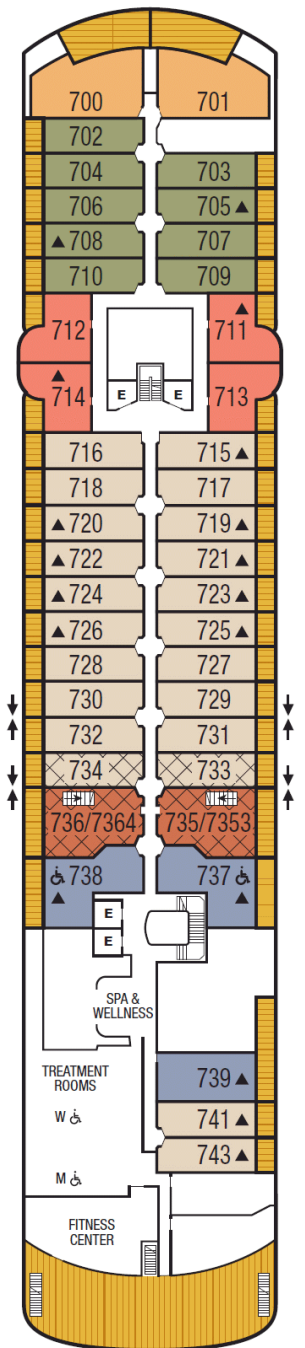 700 701
702
704 703
706 705
708 707
710 709
712 711
E E
714 713
716 715
718 717
720 719
722 721
724 723
726 725
728 727
730 729
732 731
734 733
736/7364 735/7353
738 737
E
E
SPA &
WELLNESS
TREATMENT
ROOMS
739
W
741
743
M
FITNESS
CENTER